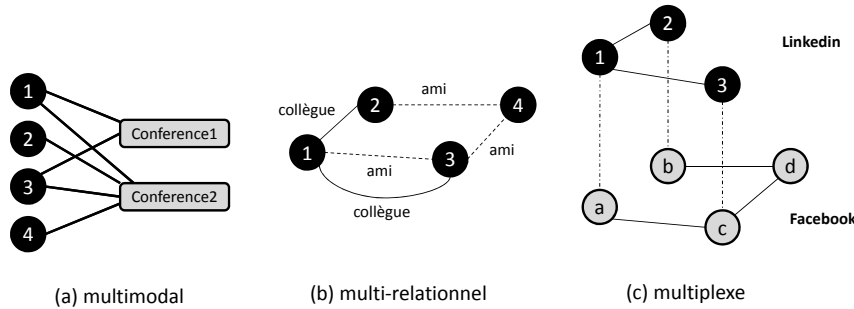 1
2
3
4
Conference1
Conference2
(a) multimodal
collègue
2
ami
4
1
ami
3
ami
collègue
(b) multi-relationnel
2
1
3
Linkedin
b
d
a
c
Facebook
(c) multiplexe